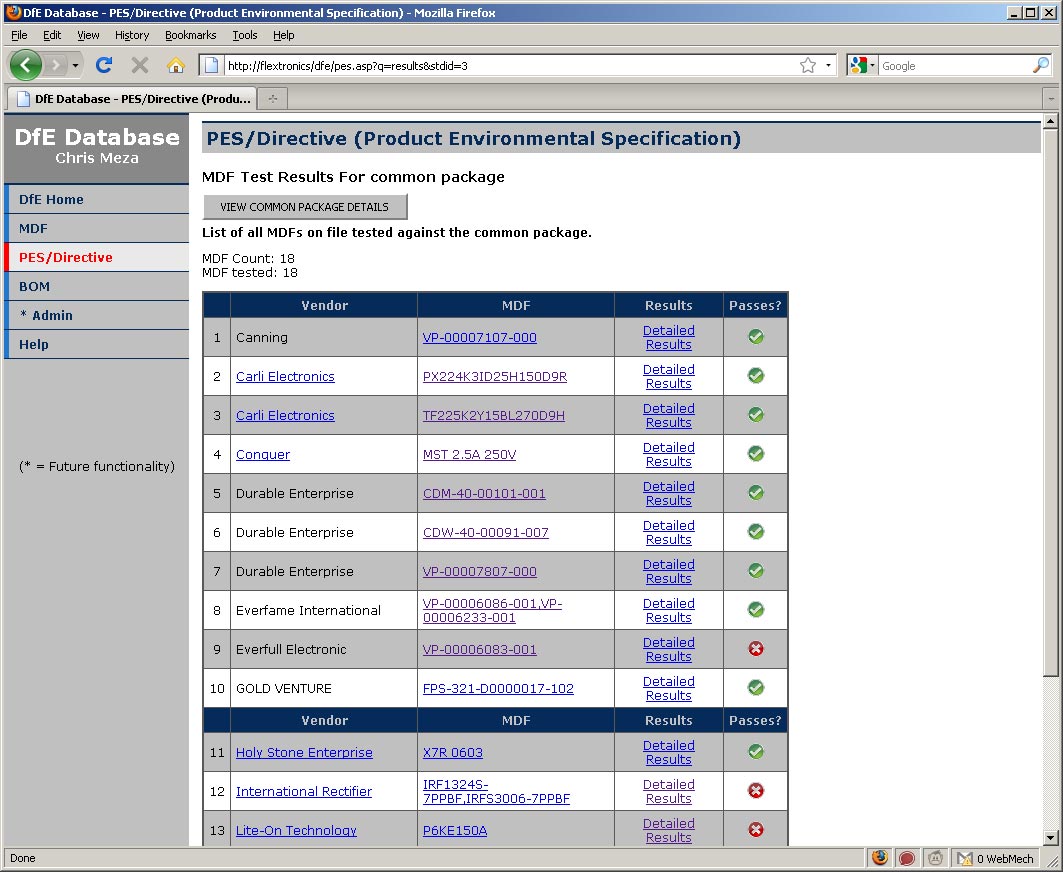 DfE Database - PES/Directive (Product Environmental Specification) - Mozilla Firefox
File Edit View History Bookmarks Tools Help
http://flextronics/dfe/pes.asp?q=results&stdid=3
Google
DfE Database - PES/Directive (Produ...
DfE Database
Chris Meza
DfE Home
MDF
PES/Directive
BOM
* Admin
Help
(* = Future functionality)
PES/Directive (Product Environmental Specification)
MDF Test Results For common package
VIEW COMMON PACKAGE DETAILS
List of all MDFs on file tested against the common package.
MDF Count: 18
MDF tested: 18
Vendor MDF Results Passes?
1 Canning VP-00007107-000 Detailed
Results
2 Carli Electronics PX224K3ID25H150D9R Detailed
Results
3 Carli Electronics TF225K2Y15BL270D9H Detailed
Results
4 Conquer MST 2.5A 250V Detailed
Results
5 Durable Enterprise CDM-40-00101-001 Detailed
Results
6 Durable Enterprise CDW-40-00091-007 Detailed
Results
7 Durable Enterprise VP-00007807-000 Detailed
Results
8 Everfame International VP-00006086-001,VP- Detailed
00006233-001 Results
9 Everfull Electronic VP-00006083-001 Detailed
Results
10 GOLD VENTURE FPS-321-D0000017-102 Detailed
Results
Vendor MDF Results Passes?
11 Holy Stone Enterprise X7R 0603 Detailed
Results
12 International Rectifier IRF1324S- Detailed
7PPBF,IRFS3006-7PPBF Results
13 Lite-On Technology P6KE150A Detailed
Results
Done
0 WebMech